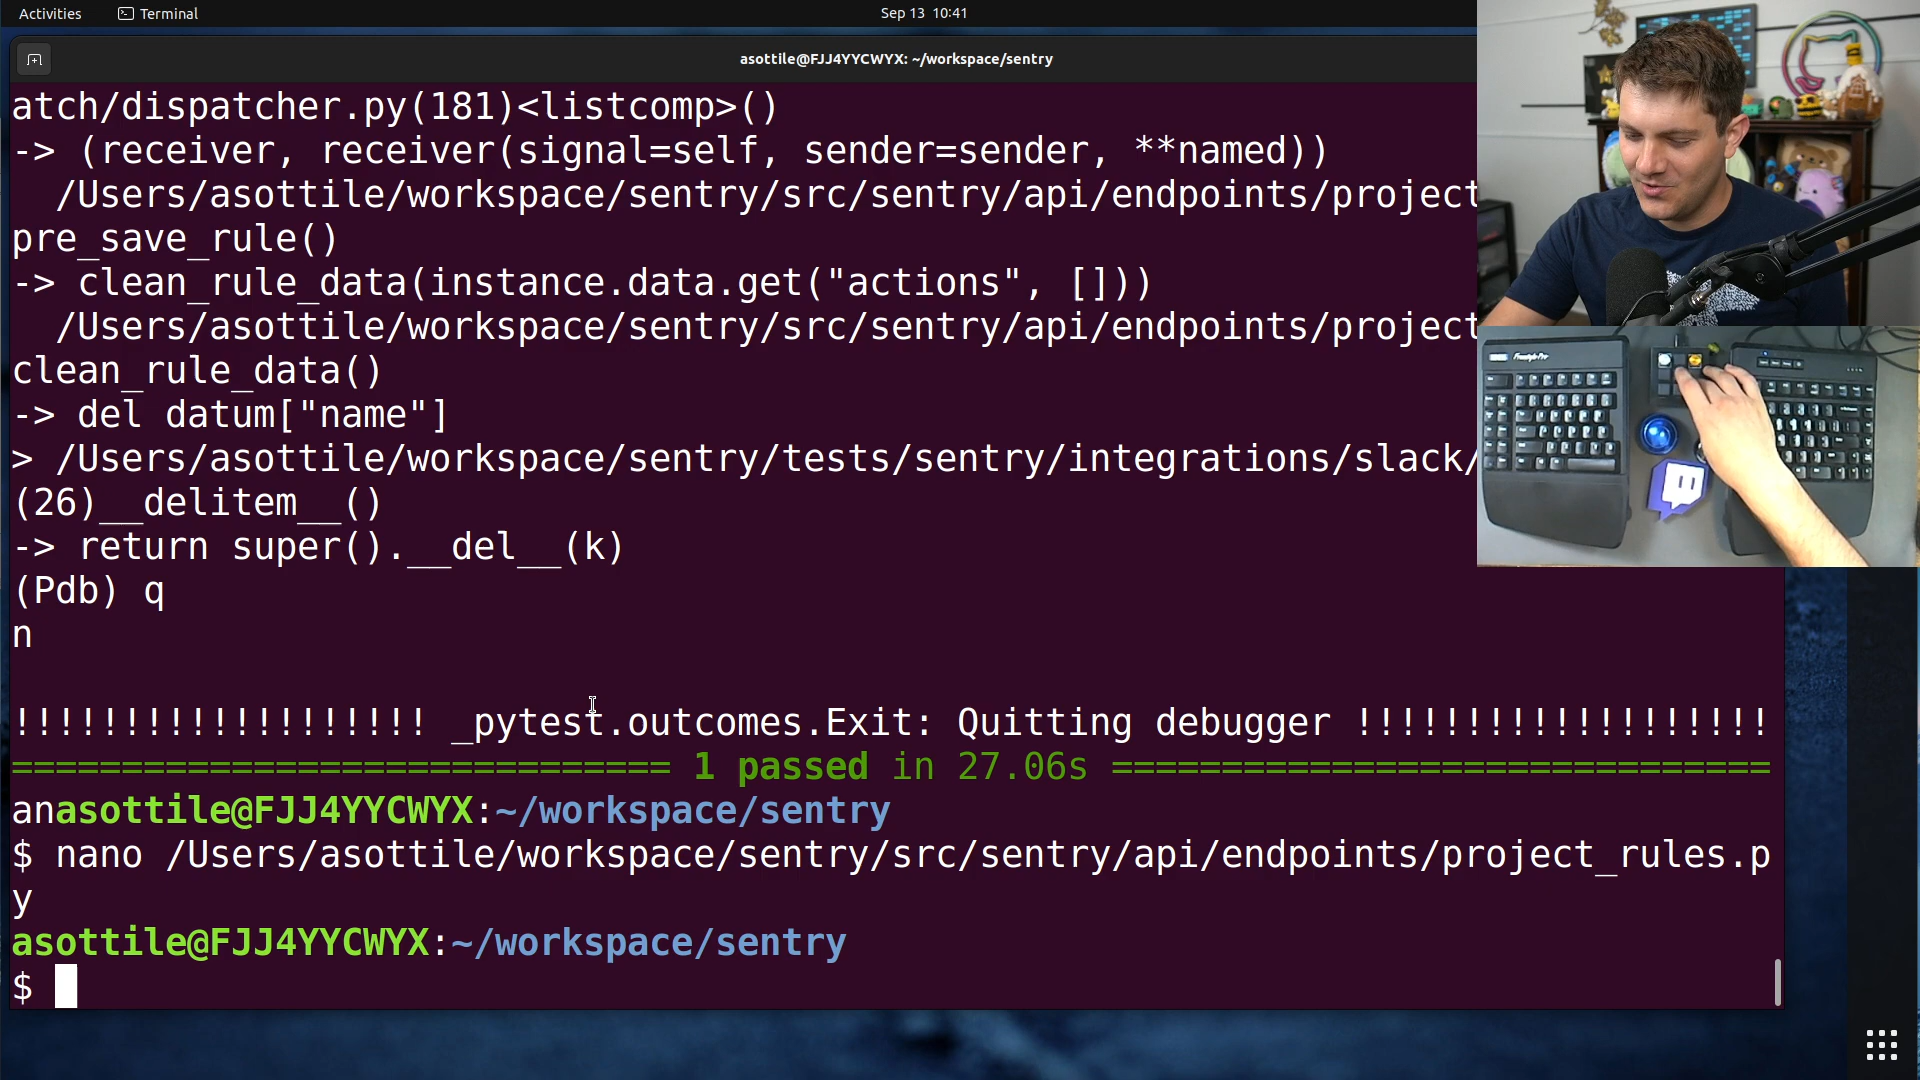 Activities
Terminal
Sep 13 10:41
asottile@FJJ4YYCWYX: ~/workspace/sentry
atch/dispatcher.py(181)<listcomp>()
-> (receiver, receiver(signal=self, sender=sender, **named))
/Users/asottile/workspace/sentry/src/sentry/api/endpoints/project
pre_save_rule()
-> clean_rule_data(instance.data.get("actions", []))
/Users/asottile/workspace/sentry/src/sentry/api/endpoints/project
clean_rule_data()
-> del datum["name"]
> /Users/asottile/workspace/sentry/tests/sentry/integrations/slack/
(26)__delitem__()
-> return super().__del__(k)
(Pdb) q
n
!!!!!!!!!!!!!!!!!!! _pytest.outcomes.Exit: Quitting debugger !!!!!!!!!!!!!!!!!!!
============================== 1 passed in 27.06s ==============================
anasottile@FJJ4YYCWYX:~/workspace/sentry
$ nano /Users/asottile/workspace/sentry/src/sentry/api/endpoints/project_rules.p
y
asottile@FJJ4YYCWYX:~/workspace/sentry
$
Freestyle Pro